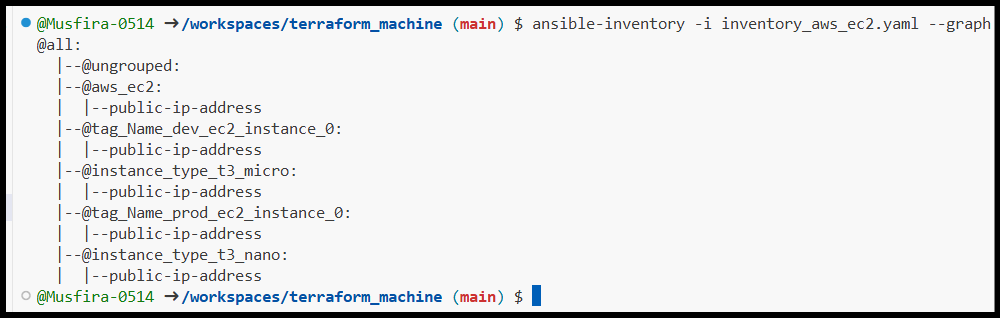 @Musfira-0514 ➜/workspaces/terraform_machine (main) $ ansible-inventory -i inventory_aws_ec2.yaml --graph
@all:
  |--@ungrouped:
  |--@aws_ec2:
  |  |--public-ip-address
  |--@tag_Name_dev_ec2_instance_0:
  |  |--public-ip-address
  |--@instance_type_t3_micro:
  |  |--public-ip-address
  |--@tag_Name_prod_ec2_instance_0:
  |  |--public-ip-address
  |--@instance_type_t3_nano:
  |  |--public-ip-address
@Musfira-0514 ➜/workspaces/terraform_machine (main) $